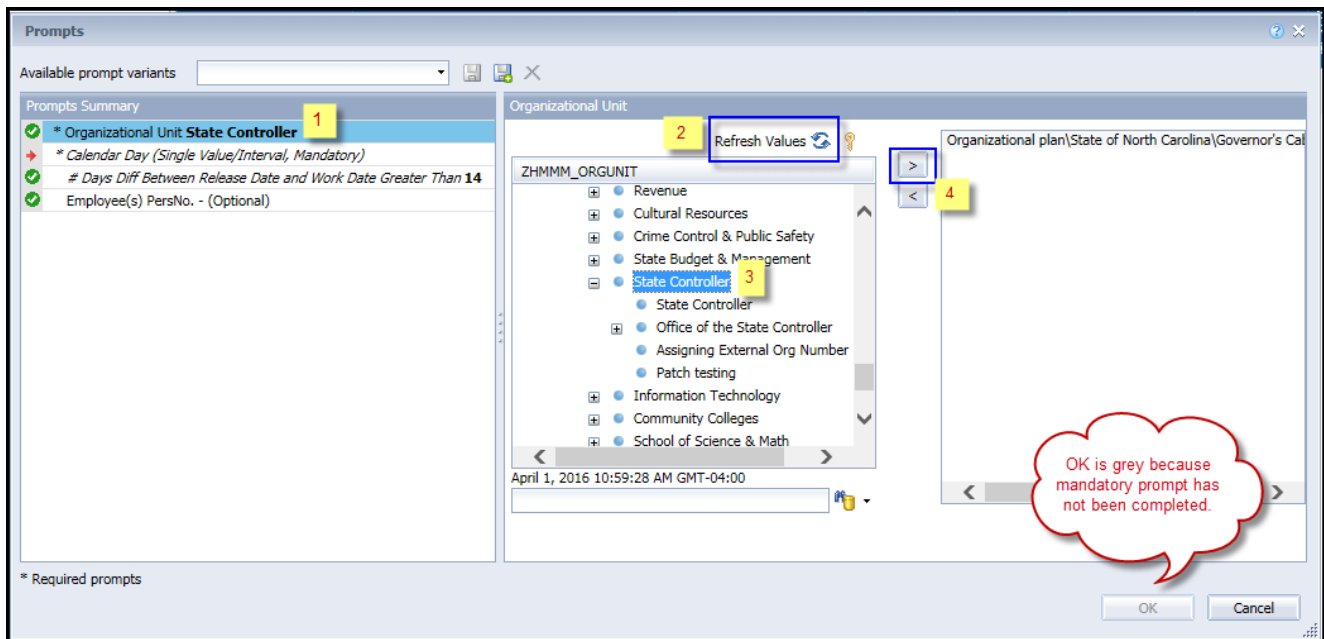 Prompts
Available prompt variants
Prompts Summary
1
* Organizational Unit State Controller
* Calendar Day (Single Value/Interval, Mandatory)
# Days Diff Between Release Date and Work Date Greater Than 14
Employee(s) PersNo. - (Optional)
Organizational Unit
2
Refresh Values
ZHMMM_ORGUNIT
Revenue
Cultural Resources
Crime Control & Public Safety
State Budget & Management
State Controller
3
State Controller
Office of the State Controller
Assigning External Org Number
Patch testing
Information Technology
Community Colleges
School of Science & Math
April 1, 2016 10:59:28 AM GMT-04:00
>
<
4
Organizational plan\State of North Carolina\Governor's Cal
OK is grey because
mandatory prompt has
not been completed.
* Required prompts
OK
Cancel